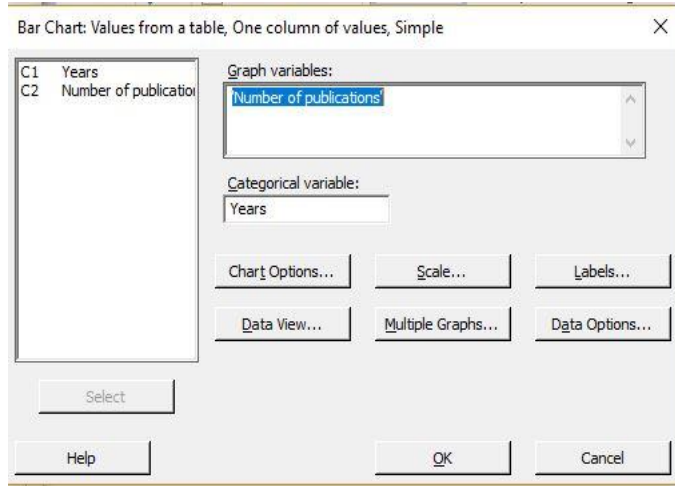 Bar Chart: Values from a table, One column of values, Simple
C1 Years
C2 Number of publication
Graph variables:
'Number of publications'
Categorical variable:
Years
Chart Options...
Scale...
Labels...
Data View...
Multiple Graphs...
Data Options...
Select
Help
OK
Cancel